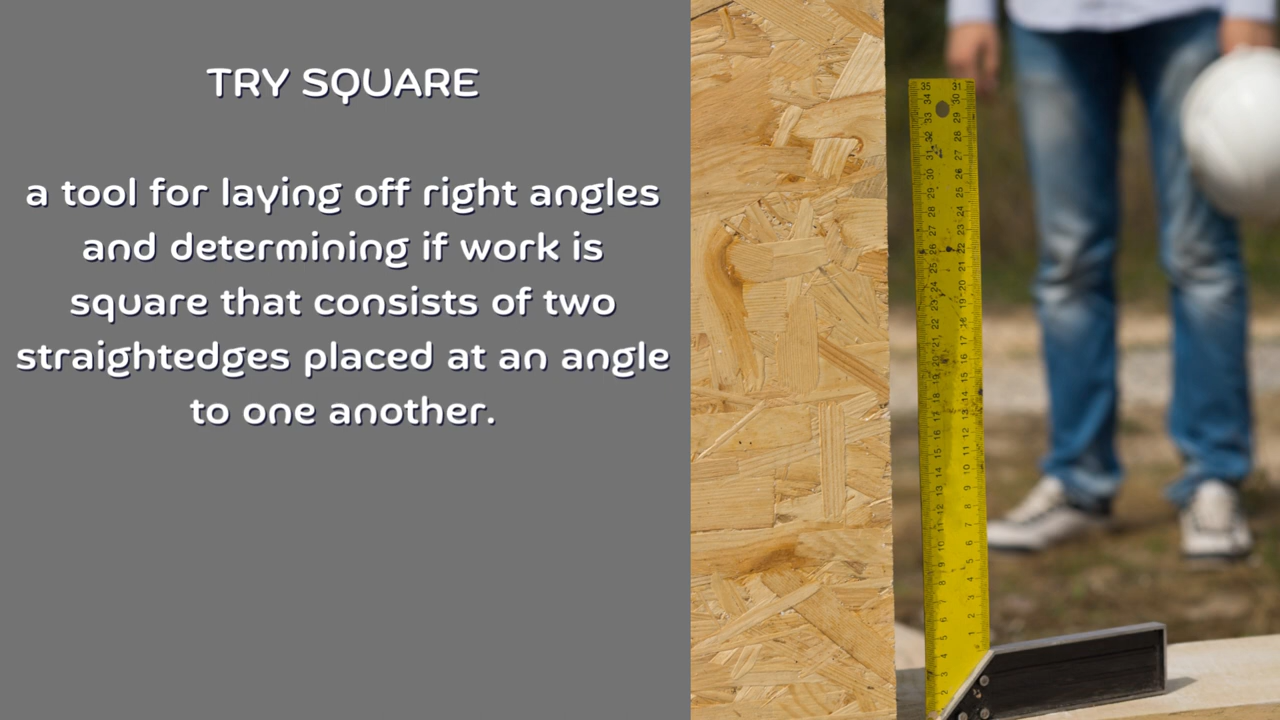 TRY SQUARE
a tool for laying off right angles
and determining if work is
square that consists of two
straightedges placed at an angle
to one another.